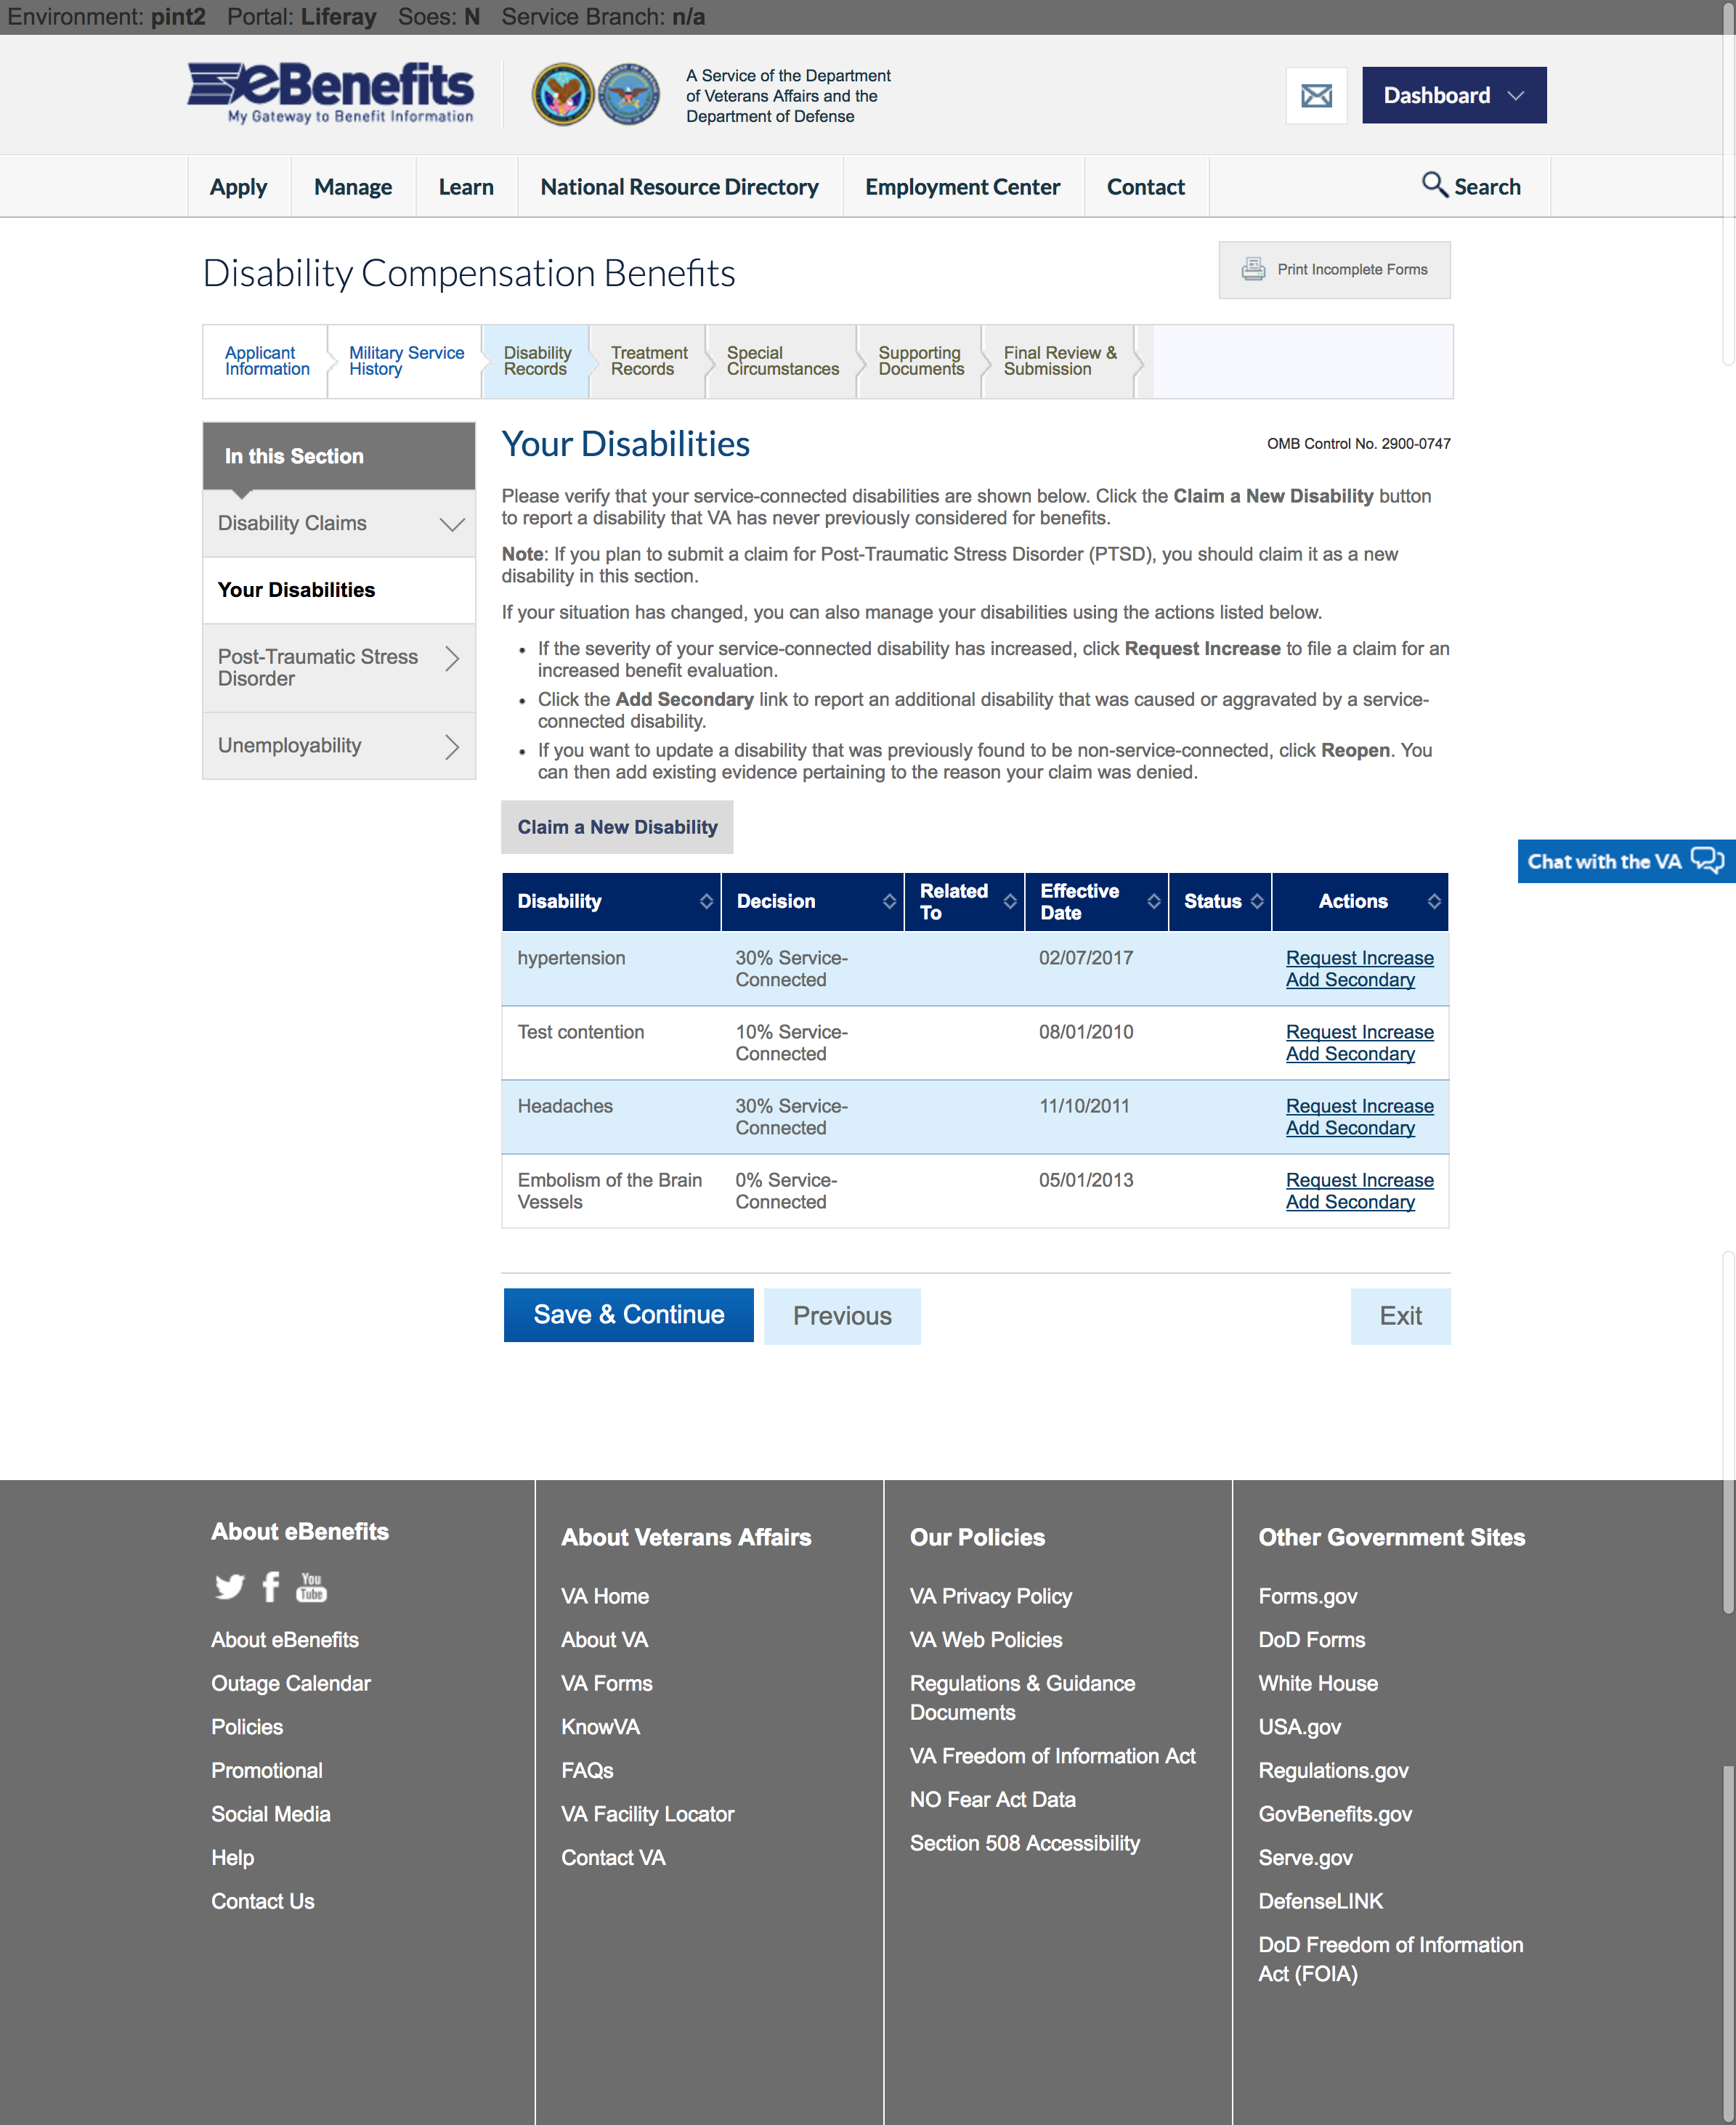 Environment: pint2 Portal: Liferay Soes: N Service Branch: n/a
eBenefits
My Gateway to Benefit Information
A Service of the Department
of Veterans Affairs and the
Department of Defense
Dashboard
Apply Manage Learn National Resource Directory Employment Center Contact Search
Disability Compensation Benefits
Print Incomplete Forms
Applicant
Information
Military Service
History
Disability
Records
Treatment
Records
Special
Circumstances
Supporting
Documents
Final Review &
Submission
In this Section
Disability Claims
Your Disabilities
Post-Traumatic Stress
Disorder
Unemployability
Your Disabilities
OMB Control No. 2900-0747
Please verify that your service-connected disabilities are shown below. Click the Claim a New Disability button
to report a disability that VA has never previously considered for benefits.
Note: If you plan to submit a claim for Post-Traumatic Stress Disorder (PTSD), you should claim it as a new
disability in this section.
If your situation has changed, you can also manage your disabilities using the actions listed below.
• If the severity of your service-connected disability has increased, click Request Increase to file a claim for an
increased benefit evaluation.
• Click the Add Secondary link to report an additional disability that was caused or aggravated by a service-
connected disability.
• If you want to update a disability that was previously found to be non-service-connected, click Reopen. You
can then add existing evidence pertaining to the reason your claim was denied.
Claim a New Disability
Chat with the VA
Disability Decision Related To Effective Date Status Actions
hypertension 30% Service- 02/07/2017 Request Increase
Connected Add Secondary
Test contention 10% Service- 08/01/2010 Request Increase
Connected Add Secondary
Headaches 30% Service- 11/10/2011 Request Increase
Connected Add Secondary
Embolism of the Brain 0% Service- 05/01/2013 Request Increase
Vessels Connected Add Secondary
Save & Continue Previous Exit
About eBenefits
You
Tube
About eBenefits
Outage Calendar
Policies
Promotional
Social Media
Help
Contact Us
About Veterans Affairs
VA Home
About VA
VA Forms
KnowVA
FAQs
VA Facility Locator
Contact VA
Our Policies
VA Privacy Policy
VA Web Policies
Regulations & Guidance
Documents
VA Freedom of Information Act
NO Fear Act Data
Section 508 Accessibility
Other Government Sites
Forms.gov
DoD Forms
White House
USA.gov
Regulations.gov
GovBenefits.gov
Serve.gov
DefenseLINK
DoD Freedom of Information
Act (FOIA)